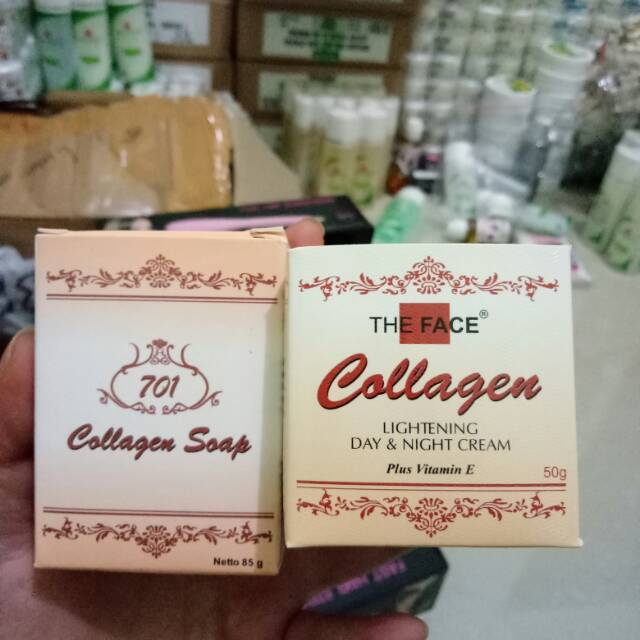 701
Collagen Soap
Netto 85 g
THE FACE®
Collagen
LIGHTENING
DAY & NIGHT CREAM
Plus Vitamin E
50g